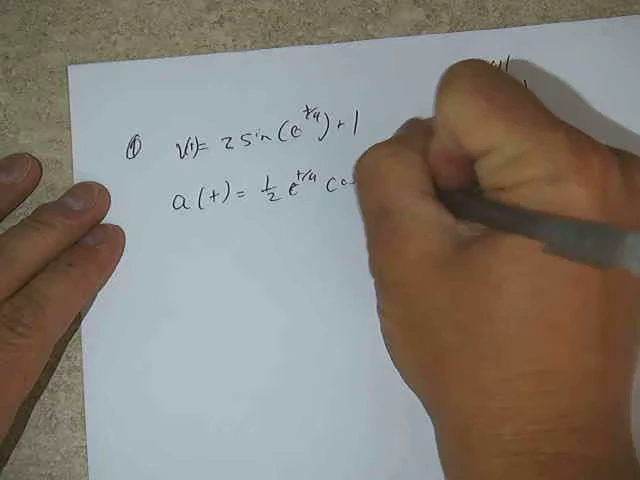 ① v(t)= 2 sin(e^{t/4})+1
a(t)= 1/2 e^{t/4} co